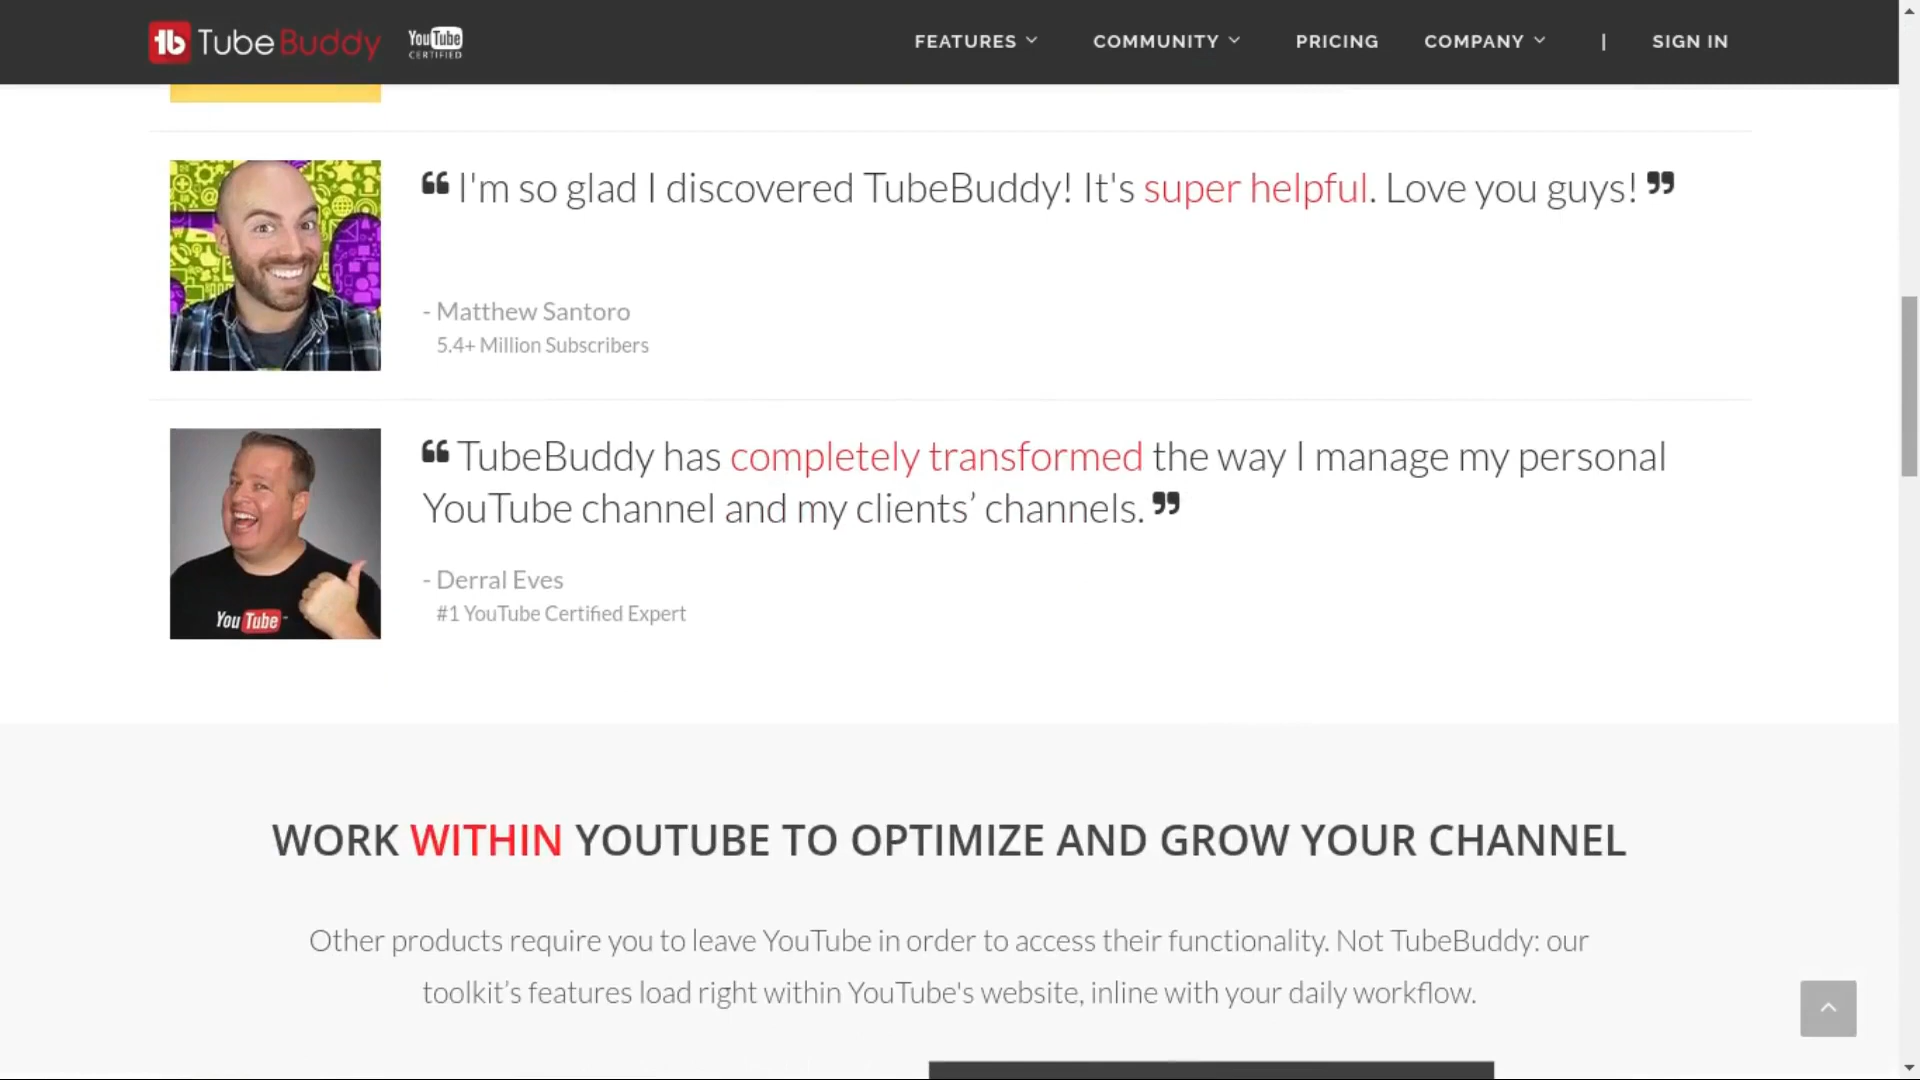 TubeBuddy
YouTube
CERTIFIED
FEATURES
COMMUNITY
PRICING
COMPANY
|
SIGN IN
❝ I'm so glad I discovered TubeBuddy! It's super helpful. Love you guys! ❞
- Matthew Santoro
5.4+ Million Subscribers
❝ TubeBuddy has completely transformed the way I manage my personal
YouTube channel and my clients’ channels. ❞
YouTube
- Derral Eves
#1 YouTube Certified Expert
WORK WITHIN YOUTUBE TO OPTIMIZE AND GROW YOUR CHANNEL
Other products require you to leave YouTube in order to access their functionality. Not TubeBuddy: our
toolkit’s features load right within YouTube's website, inline with your daily workflow.